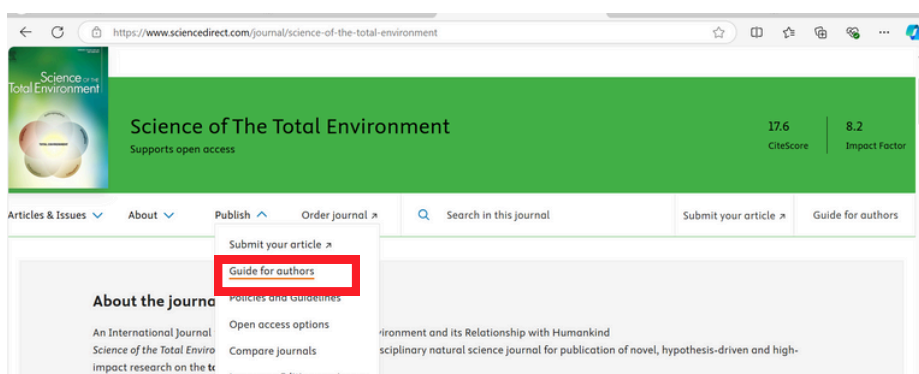 https://www.sciencedirect.com/journal/science-of-the-total-environment
Science OF THE
Total Environment
Science of The Total Environment
Supports open access
17.6
CiteScore
8.2
Impact Factor
Articles & Issues
About
Publish
Order journal
Search in this journal
Submit your article
Guide for authors
Submit your article
Guide for authors
Policies and Guidelines
Open access options
Compare journals
About the journa
An International Journal
ironment and its Relationship with Humankind
Science of the Total Enviro
sciplinary natural science journal for publication of novel, hypothesis-driven and high-
impact research on the